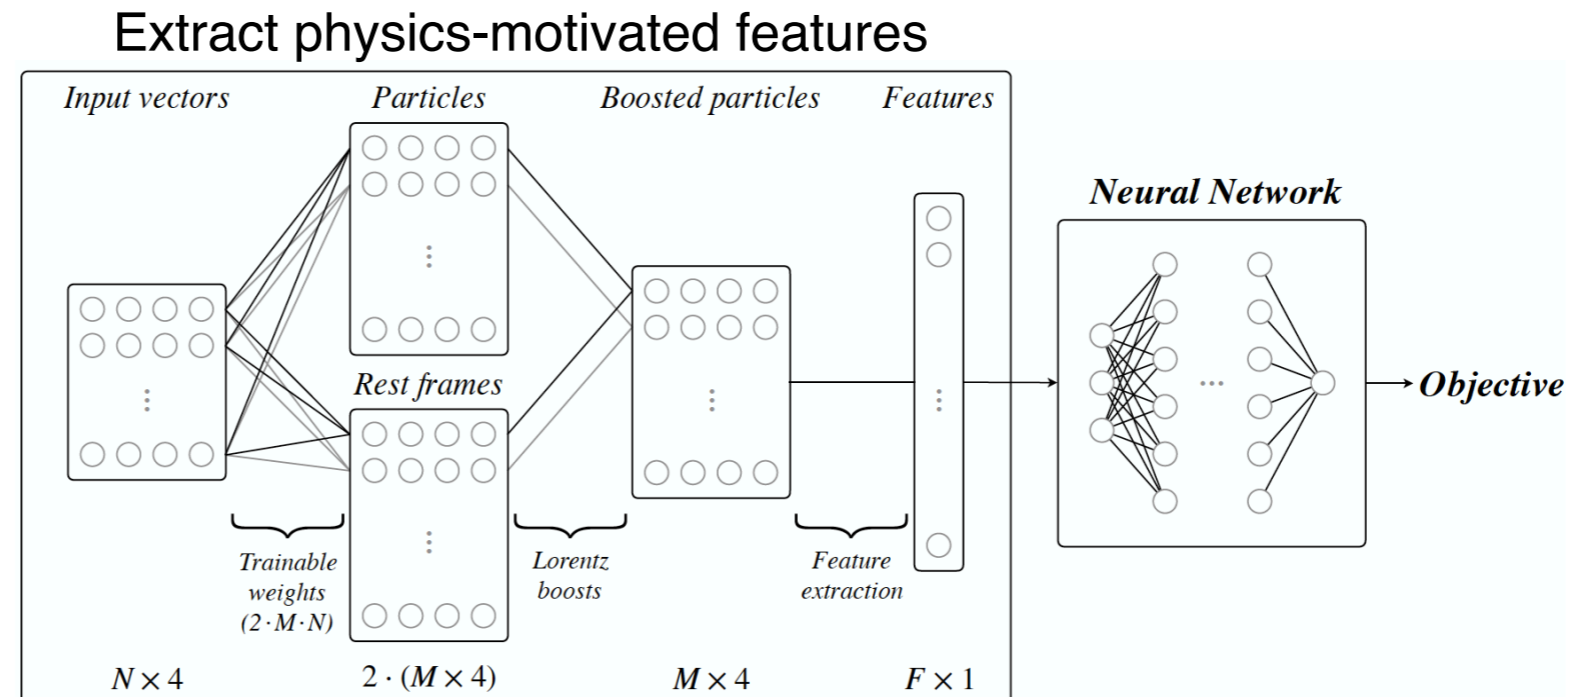 Extract physics-motivated features
Input vectors
Particles
Boosted particles
Features
Neural Network
Rest frames
Objective
Trainable
weights
(2·M·N)
Lorentz
boosts
Feature
extraction
N × 4
2 · (M × 4)
M × 4
F × 1